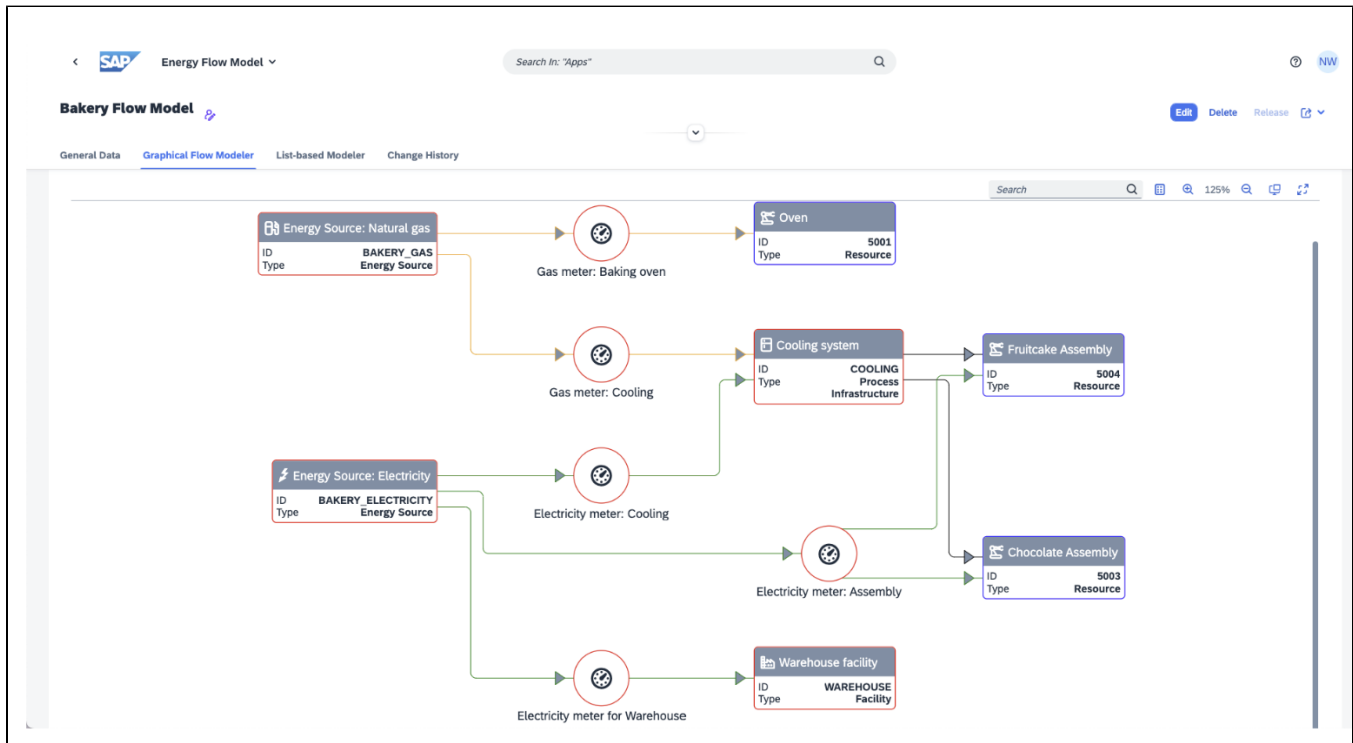 SAP
Energy Flow Model
Search In: "Apps"
NW
Bakery Flow Model
Edit Delete Release
General Data Graphical Flow Modeler List-based Modeler Change History
Search
125%
Energy Source: Natural gas
ID BAKERY_GAS
Type Energy Source
Gas meter: Baking oven
Oven
ID 5001
Type Resource
Gas meter: Cooling
Cooling system
ID COOLING
Type Process
Infrastructure
Fruitcake Assembly
ID 5004
Type Resource
Energy Source: Electricity
ID BAKERY_ELECTRICITY
Type Energy Source
Electricity meter: Cooling
Electricity meter: Assembly
Chocolate Assembly
ID 5003
Type Resource
Electricity meter for Warehouse
Warehouse facility
ID WAREHOUSE
Type Facility